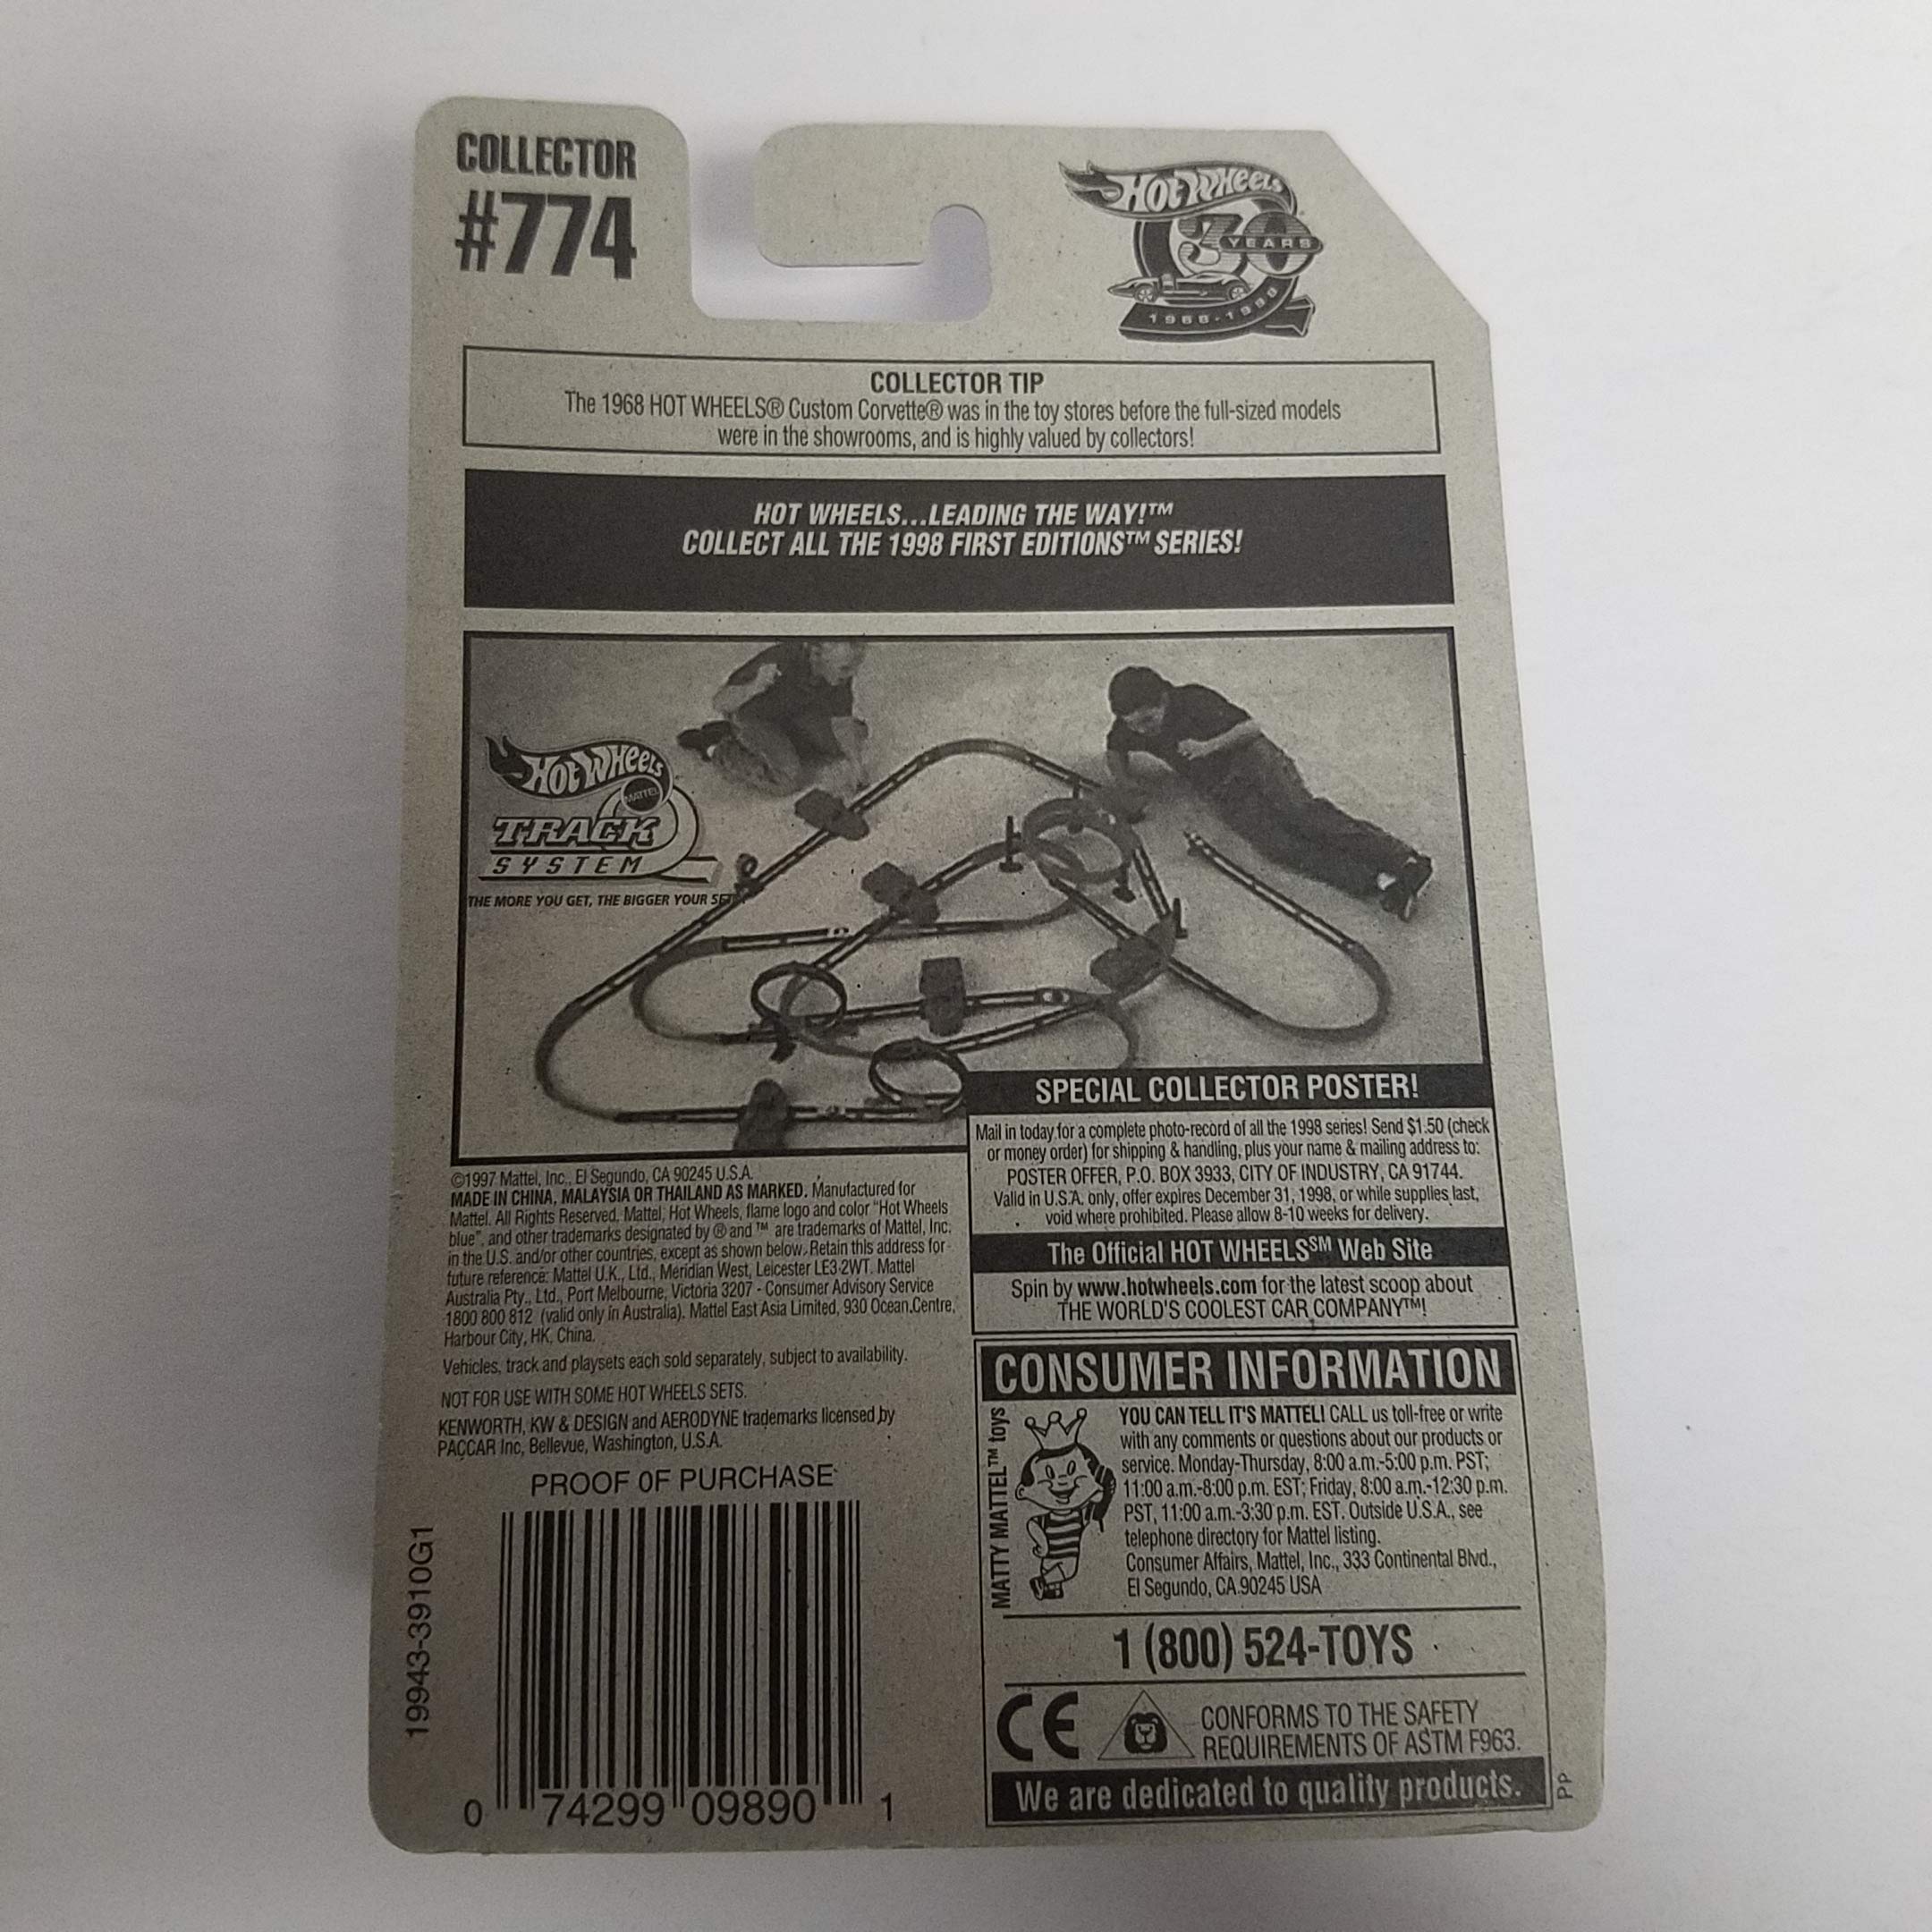 COLLECTOR
#774
HOT WHEELS
30
YEARS
1968-1998
COLLECTOR TIP
The 1968 HOT WHEELS® Custom Corvette® was in the toy stores before the full-sized models
were in the showrooms, and is highly valued by collectors!
HOT WHEELS...LEADING THE WAY!™
COLLECT ALL THE 1998 FIRST EDITIONS™ SERIES!
HOT WHEELS
MATTEL
TRACK
SYSTEM
THE MORE YOU GET, THE BIGGER YOUR SET
SPECIAL COLLECTOR POSTER!
Mail in today for a complete photo-record of all the 1998 series! Send $1.50 (check
or money order) for shipping & handling, plus your name & mailing address to:
POSTER OFFER, P.O. BOX 3933, CITY OF INDUSTRY, CA 91744.
Valid in U.S.A. only, offer expires December 31, 1998, or while supplies last,
void where prohibited. Please allow 8-10 weeks for delivery.
The Official HOT WHEELS℠ Web Site
Spin by www.hotwheels.com for the latest scoop about
THE WORLD'S COOLEST CAR COMPANY™!
©1997 Mattel, Inc., El Segundo, CA 90245 U.S.A.
MADE IN CHINA, MALAYSIA OR THAILAND AS MARKED. Manufactured for
Mattel. All Rights Reserved. Mattel, Hot Wheels, flame logo and color "Hot Wheels
blue", and other trademarks designated by ® and ™ are trademarks of Mattel, Inc.
in the U.S. and/or other countries, except as shown below. Retain this address for
future reference: Mattel U.K., Ltd., Meridian West, Leicester LE3 2WT. Mattel
Australia Pty., Ltd., Port Melbourne, Victoria 3207 - Consumer Advisory Service
1800 800 812 (valid only in Australia). Mattel East Asia Limited, 930 Ocean Centre,
Harbour City, HK, China.
Vehicles, track and playsets each sold separately, subject to availability.
NOT FOR USE WITH SOME HOT WHEELS SETS.
KENWORTH, KW & DESIGN and AERODYNE trademarks licensed by
PACCAR Inc, Bellevue, Washington, U.S.A.
PROOF OF PURCHASE
19943-3910G1
0 74299 09890 1
CONSUMER INFORMATION
MATTY MATTEL™ toys
YOU CAN TELL IT'S MATTEL! CALL us toll-free or write
with any comments or questions about our products or
service. Monday-Thursday, 8:00 a.m.-5:00 p.m. PST;
11:00 a.m.-8:00 p.m. EST; Friday, 8:00 a.m.-12:30 p.m.
PST, 11:00 a.m.-3:30 p.m. EST. Outside U.S.A., see
telephone directory for Mattel listing.
Consumer Affairs, Mattel, Inc., 333 Continental Blvd.,
El Segundo, CA 90245 USA
1 (800) 524-TOYS
CE
CONFORMS TO THE SAFETY
REQUIREMENTS OF ASTM F963.
We are dedicated to quality products.
PP